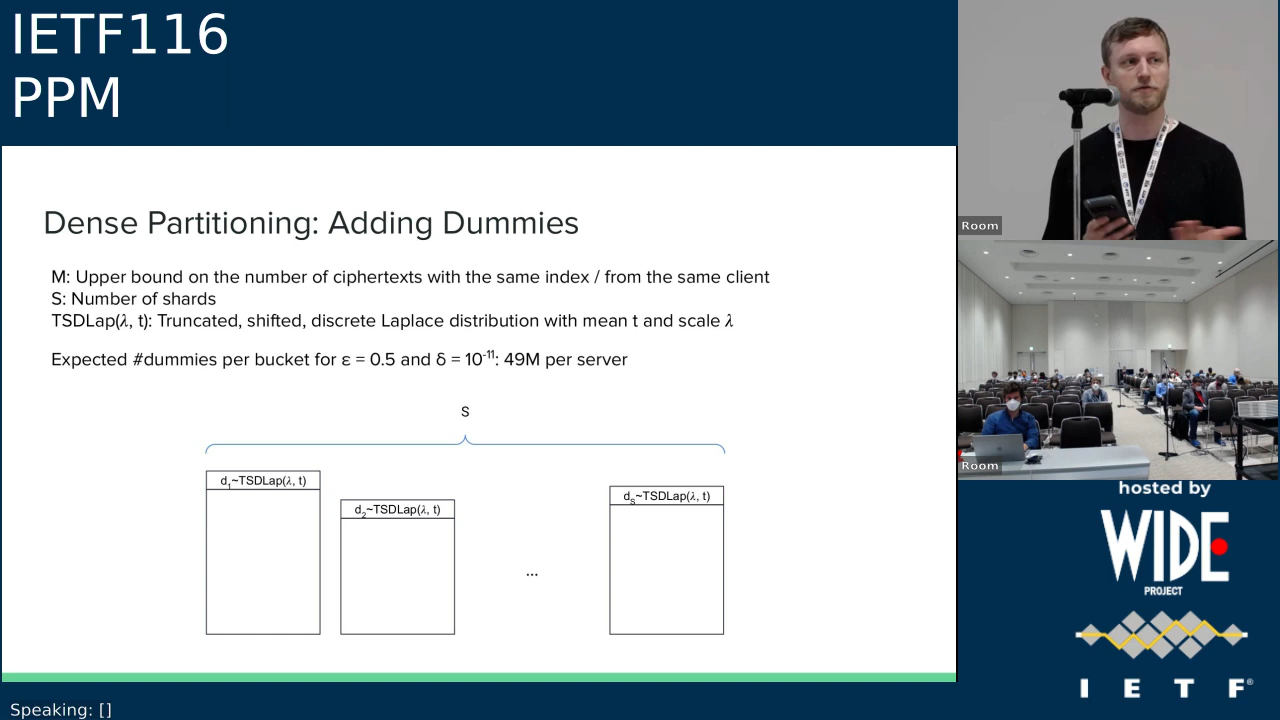 IETF116
PPM
Dense Partitioning: Adding Dummies
M: Upper bound on the number of ciphertexts with the same index / from the same client
S: Number of shards
TSDLap(λ, t): Truncated, shifted, discrete Laplace distribution with mean t and scale λ
Expected #dummies per bucket for ε = 0.5 and δ = 10⁻¹¹: 49M per server
S
d₁~TSDLap(λ, t)
d₂~TSDLap(λ, t)
...
dₛ~TSDLap(λ, t)
Room
Room
hosted by
WIDE
PROJECT
I E T F®
Speaking: []